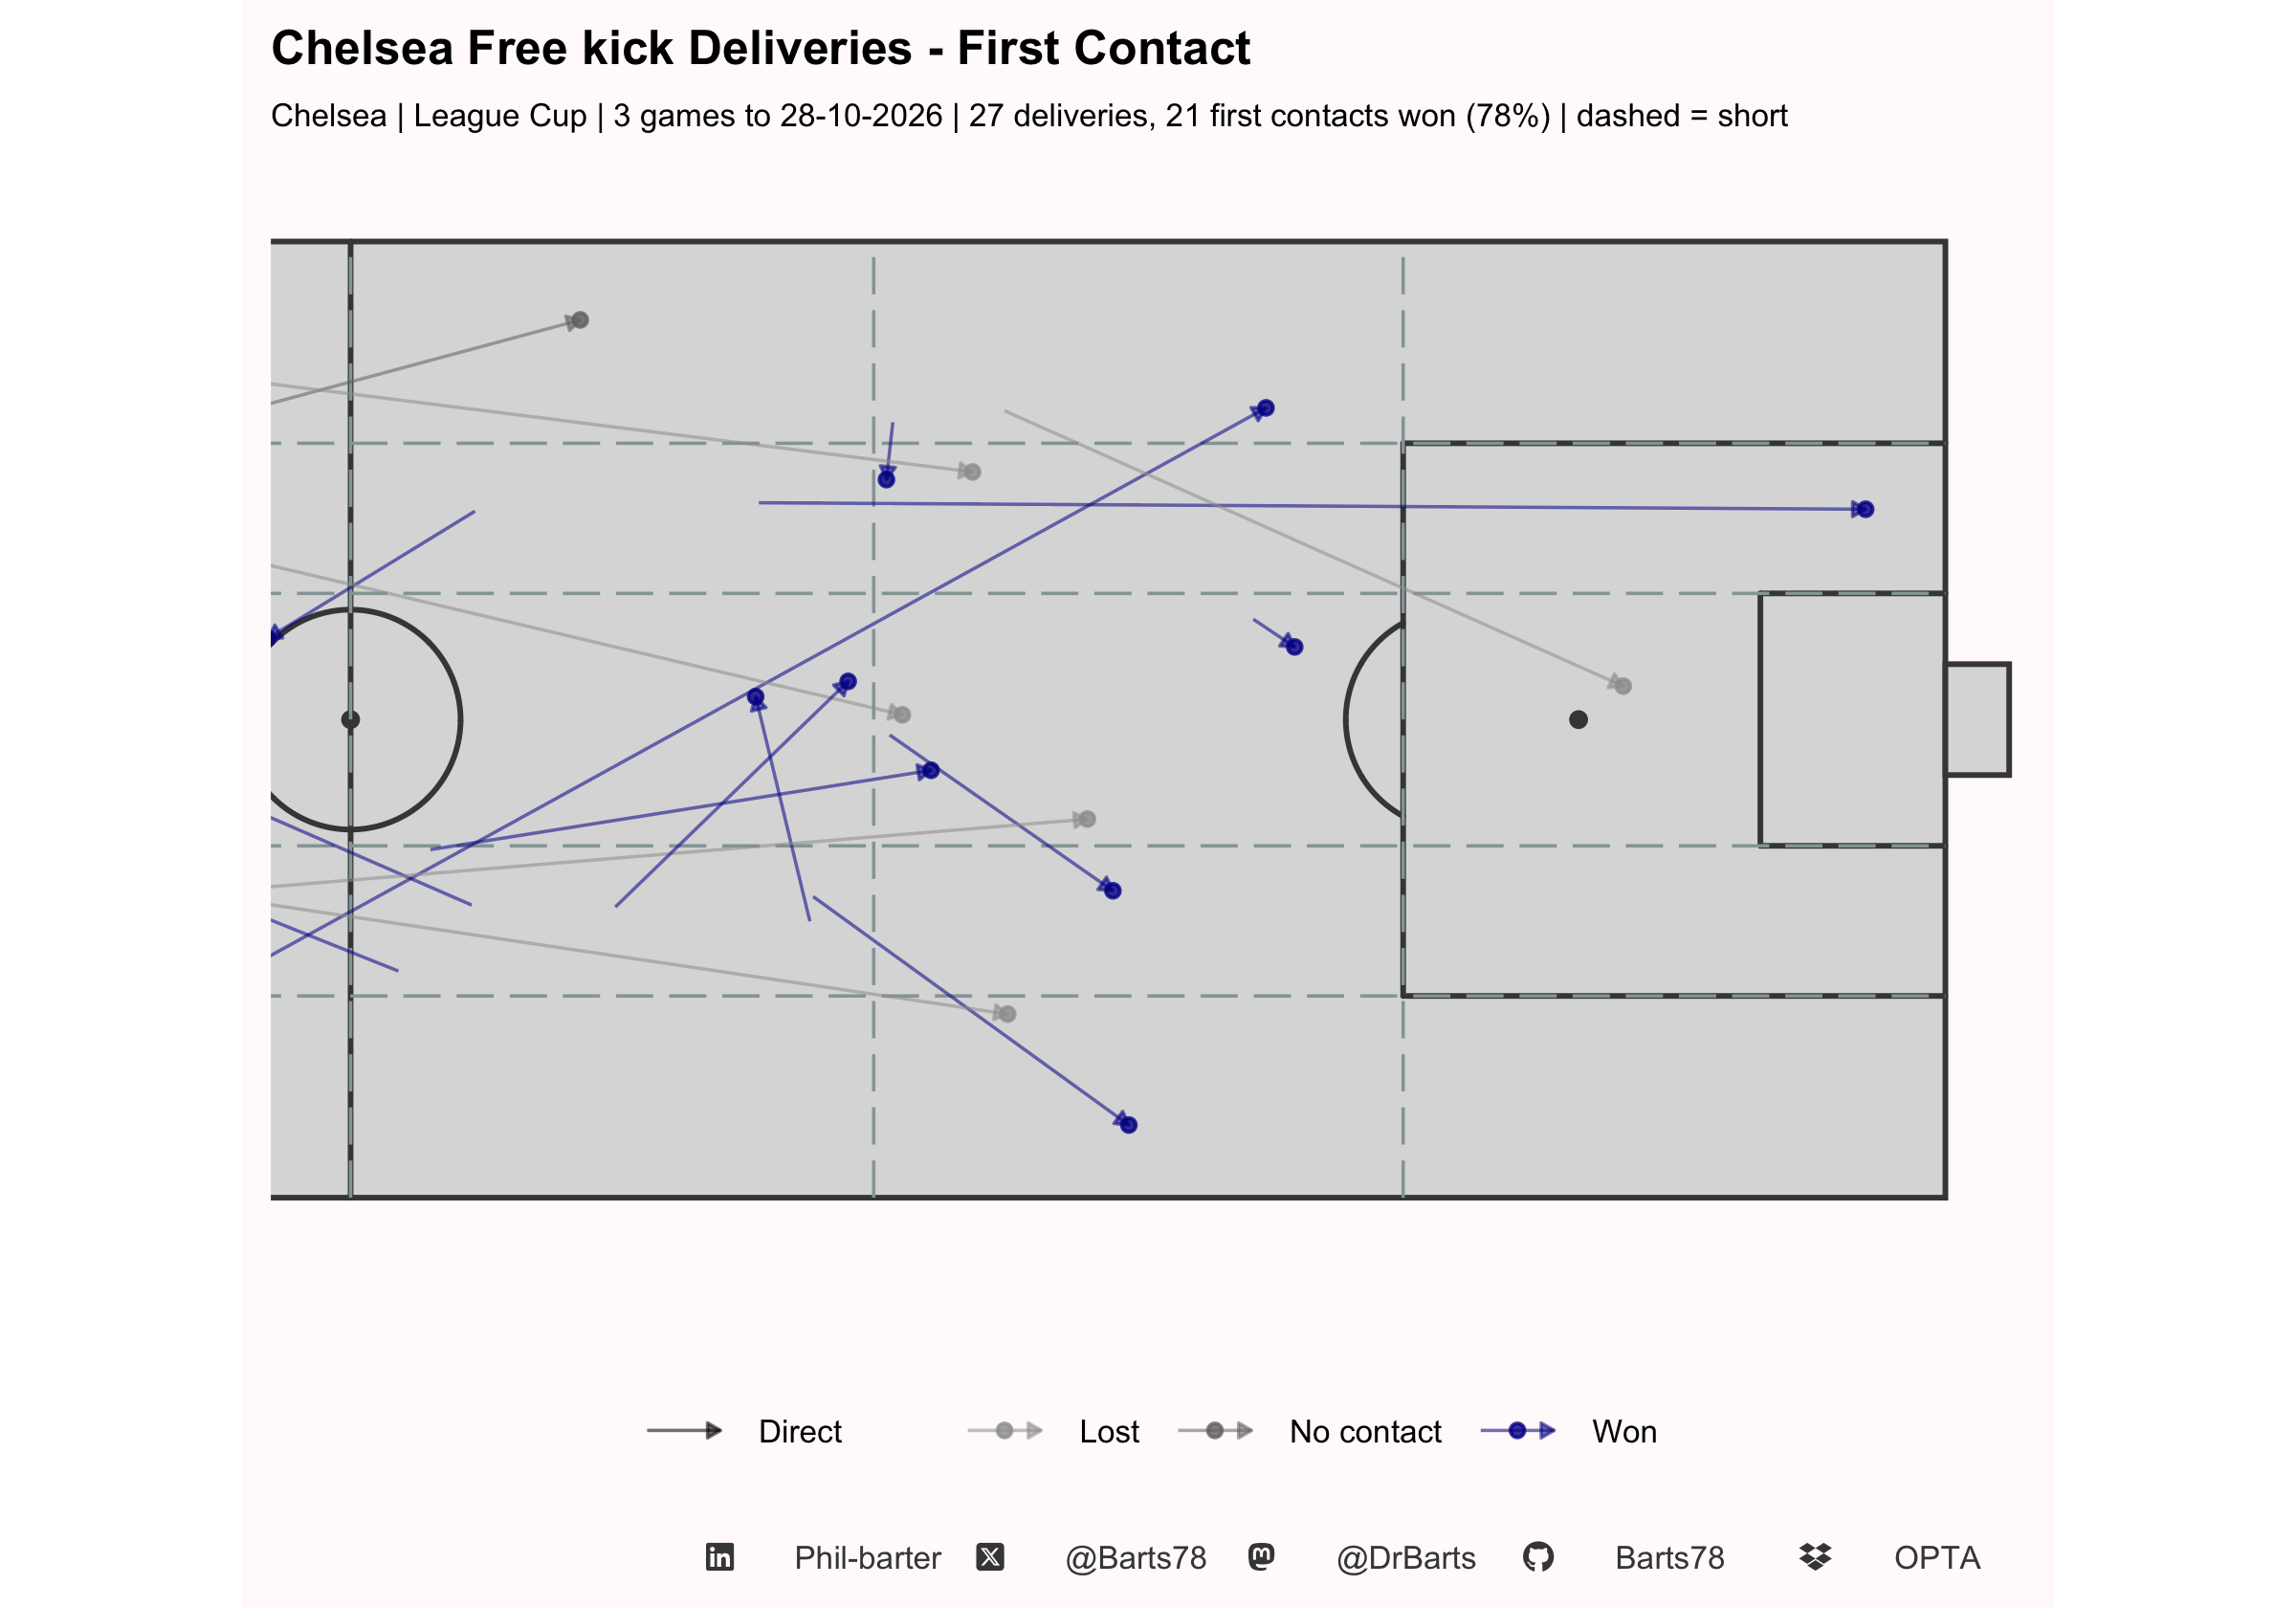 Chelsea Free kick Deliveries - First Contact
Chelsea | League Cup | 3 games to 28-10-2026 | 27 deliveries, 21 first contacts won (78%) | dashed = short
Direct Lost No contact Won
Phil-barter @Barts78 @DrBarts Barts78 OPTA